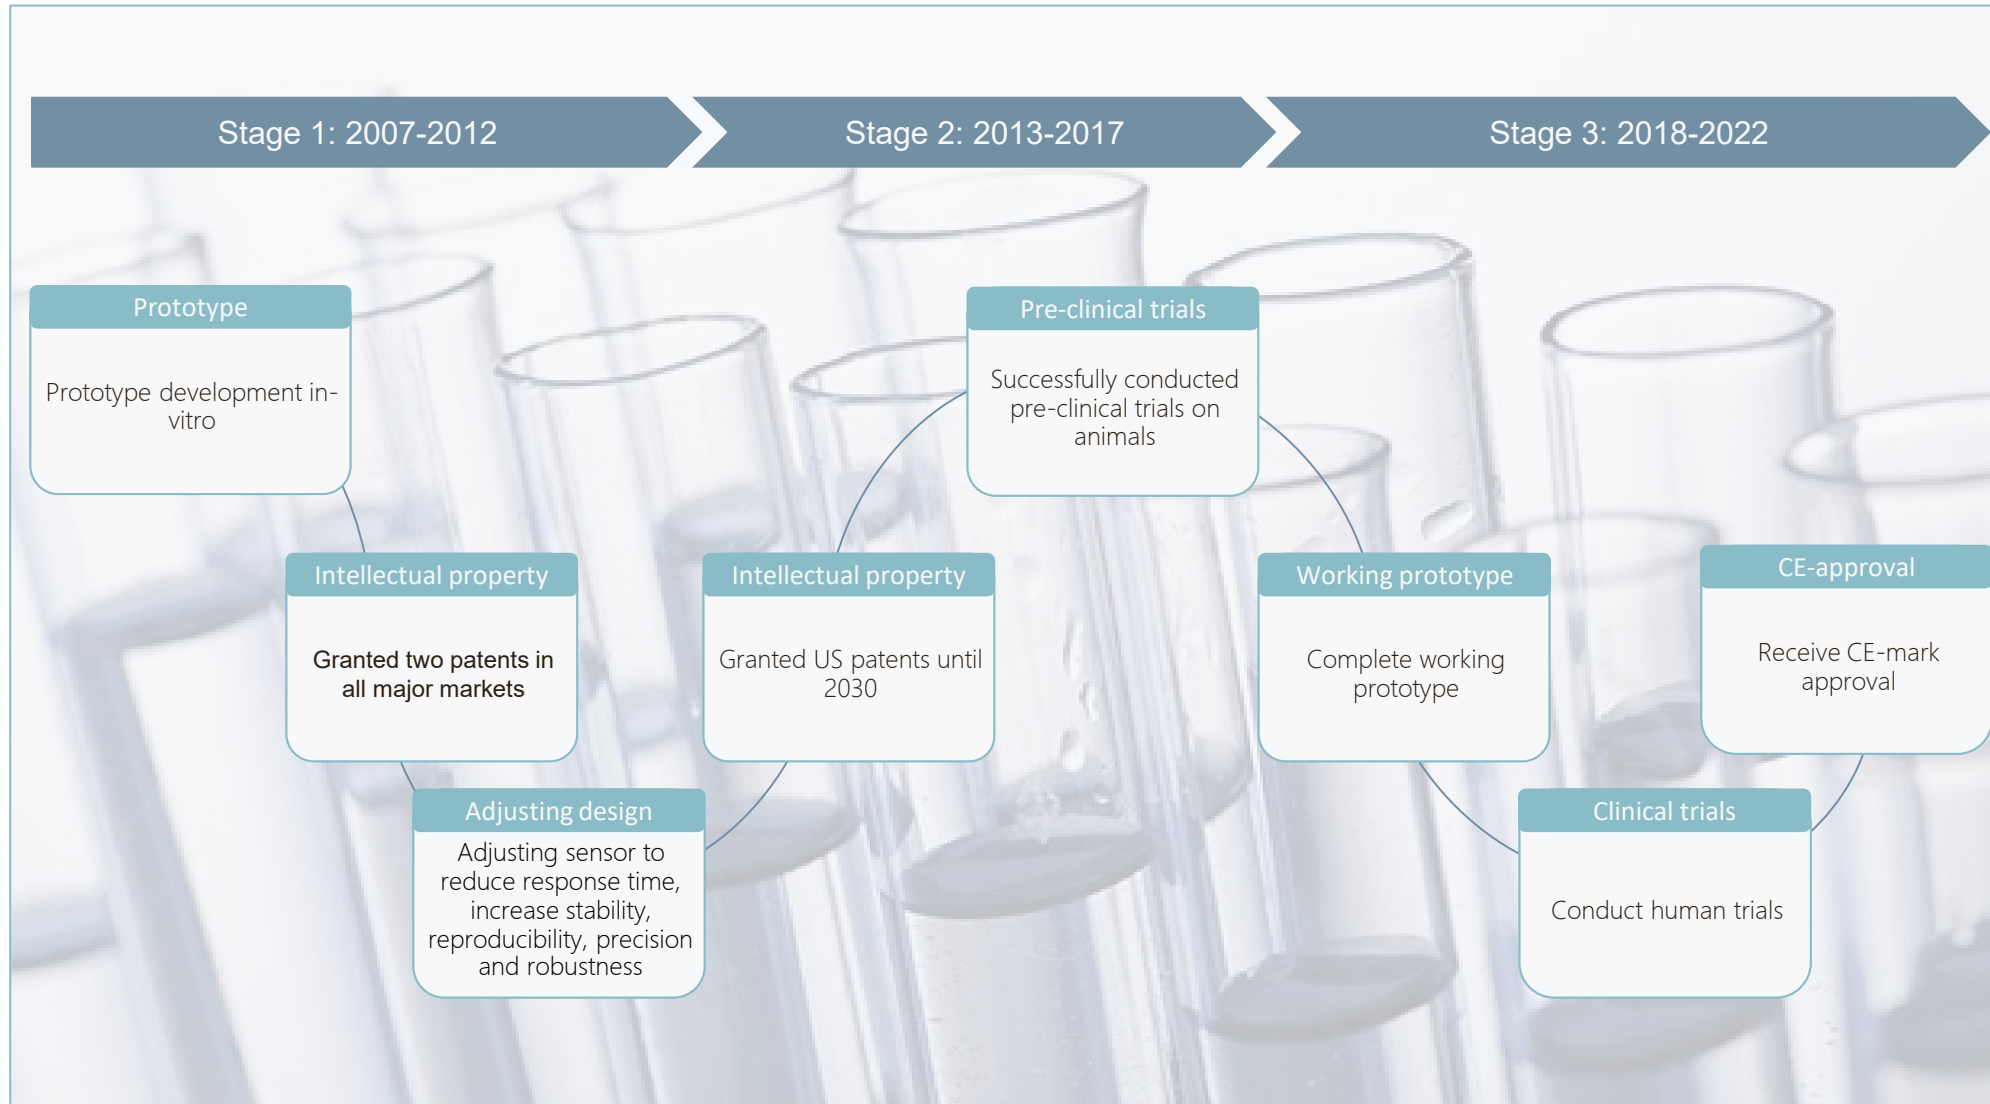 Stage 1: 2007-2012
Stage 2: 2013-2017
Stage 3: 2018-2022
Prototype
Prototype development in-
vitro
Intellectual property
Granted two patents in
all major markets
Adjusting design
Adjusting sensor to
reduce response time,
increase stability,
reproducibility, precision
and robustness
Intellectual property
Granted US patents until
2030
Pre-clinical trials
Successfully conducted
pre-clinical trials on
animals
Working prototype
Complete working
prototype
Clinical trials
Conduct human trials
CE-approval
Receive CE-mark
approval